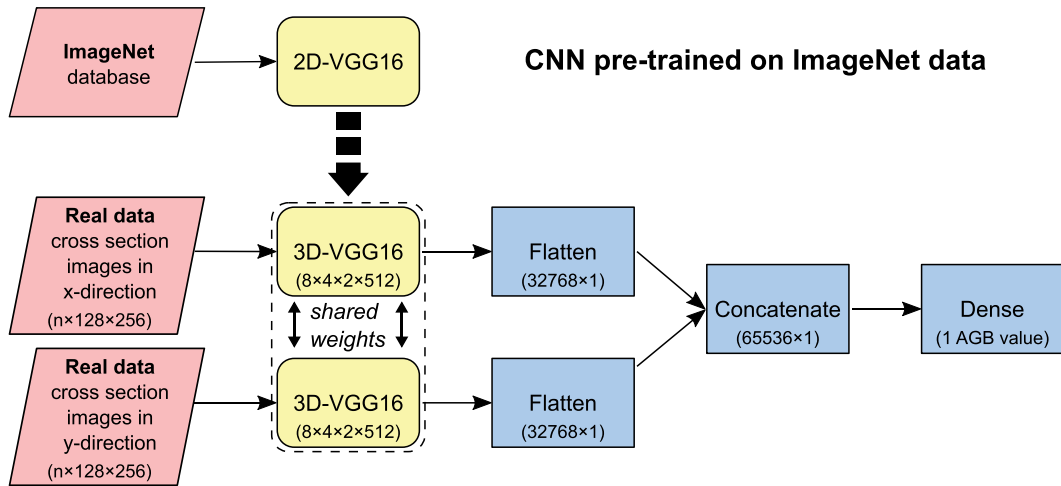 ImageNet
database
2D-VGG16
CNN pre-trained on ImageNet data
Real data
cross section
images in
x-direction
(n×128×256)
3D-VGG16
(8×4×2×512)
Flatten
(32768×1)
shared
weights
Concatenate
(65536×1)
Dense
(1 AGB value)
Real data
cross section
images in
y-direction
(n×128×256)
3D-VGG16
(8×4×2×512)
Flatten
(32768×1)